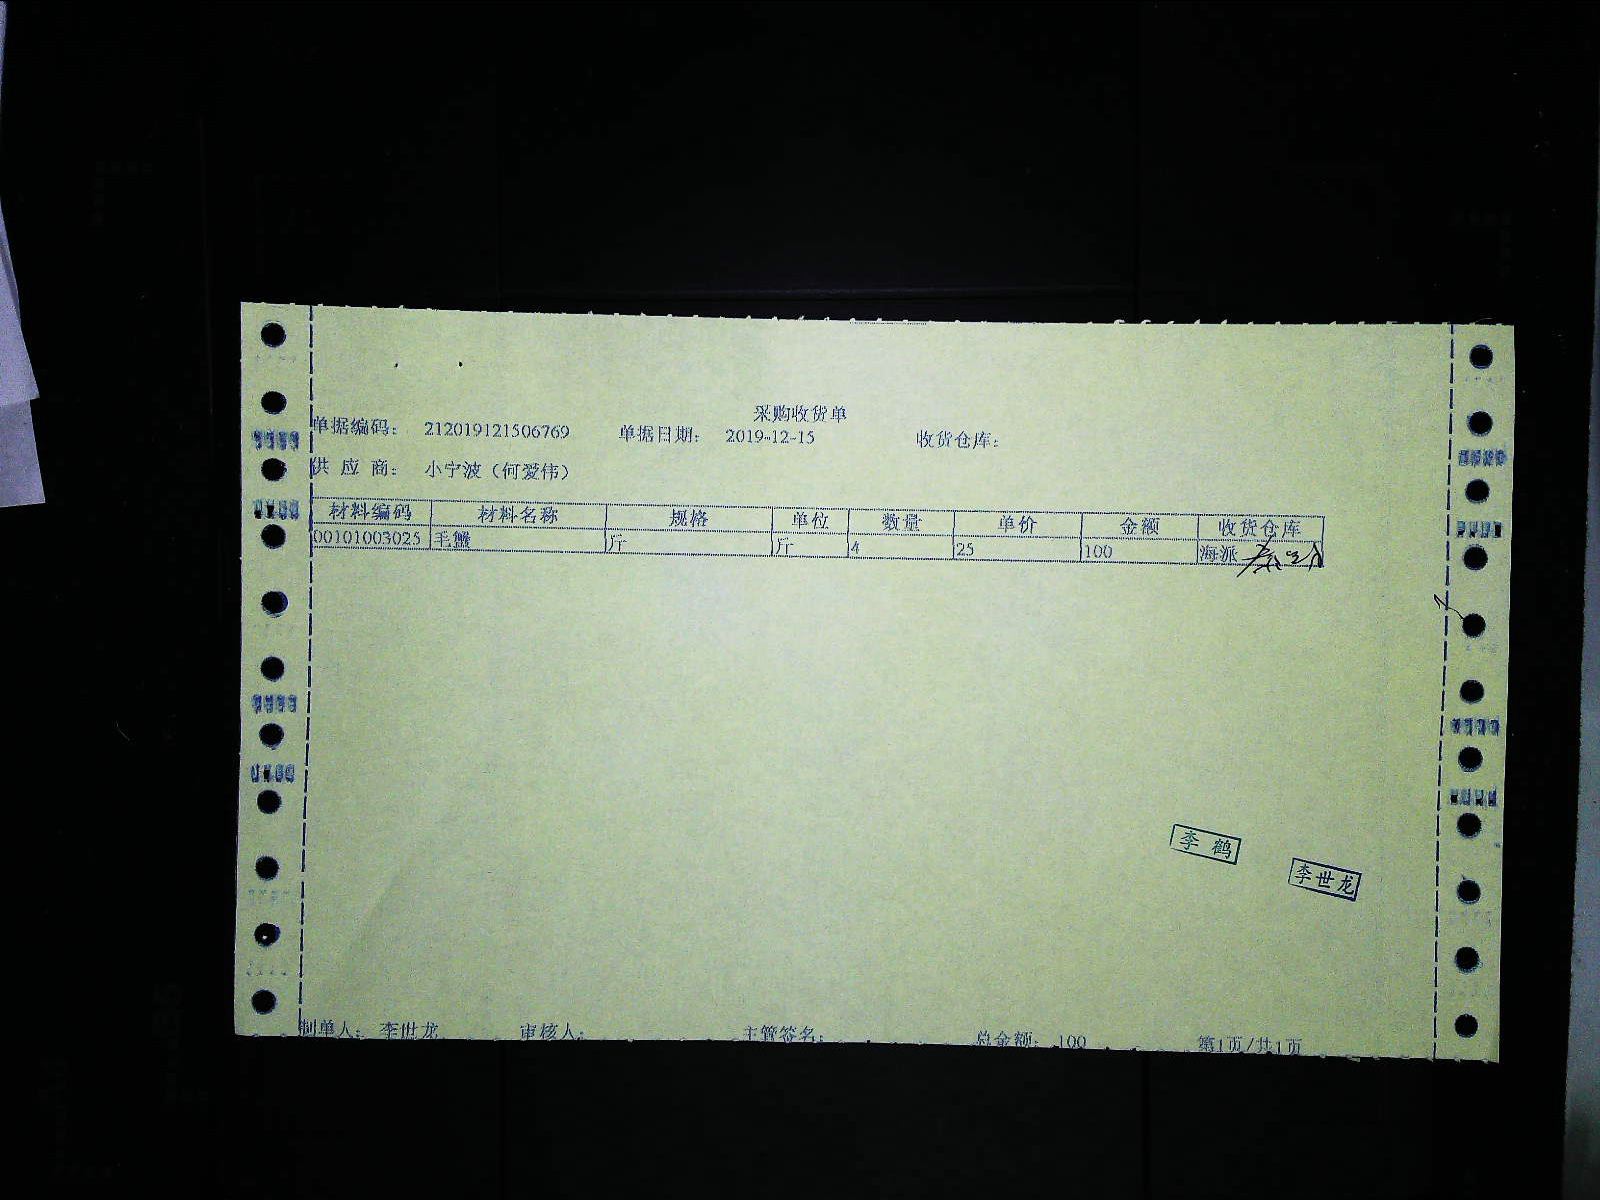 采购收货单
单据编码： 212019121506769 单据日期： 2019-12-15 收货仓库：
供 应 商： 小宁波（何爱伟）
材料编码 材料名称 规格 单位 数量 单价 金额 收货仓库
00101003025 毛蟹 斤 斤 4 25 100 海派
李 鹤
李世龙
制单人： 李世龙 审核人： 主管签名： 总金额： 100 第1页/共1页